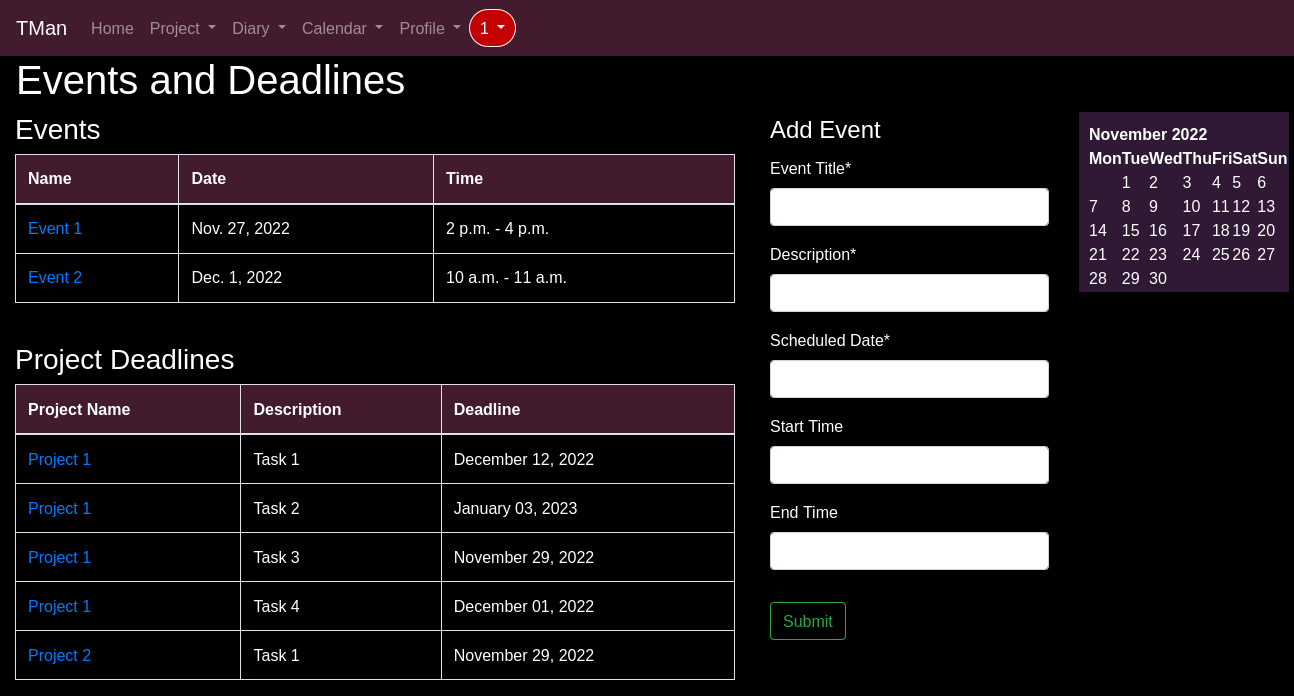 TMan Home Project Diary Calendar Profile 1
Events and Deadlines
Events
Name Date Time
Event 1 Nov. 27, 2022 2 p.m. - 4 p.m.
Event 2 Dec. 1, 2022 10 a.m. - 11 a.m.
Project Deadlines
Project Name Description Deadline
Project 1 Task 1 December 12, 2022
Project 1 Task 2 January 03, 2023
Project 1 Task 3 November 29, 2022
Project 1 Task 4 December 01, 2022
Project 2 Task 1 November 29, 2022
Add Event
Event Title*
Description*
Scheduled Date*
Start Time
End Time
Submit
November 2022
Mon Tue Wed Thu Fri Sat Sun
1 2 3 4 5 6
7 8 9 10 11 12 13
14 15 16 17 18 19 20
21 22 23 24 25 26 27
28 29 30